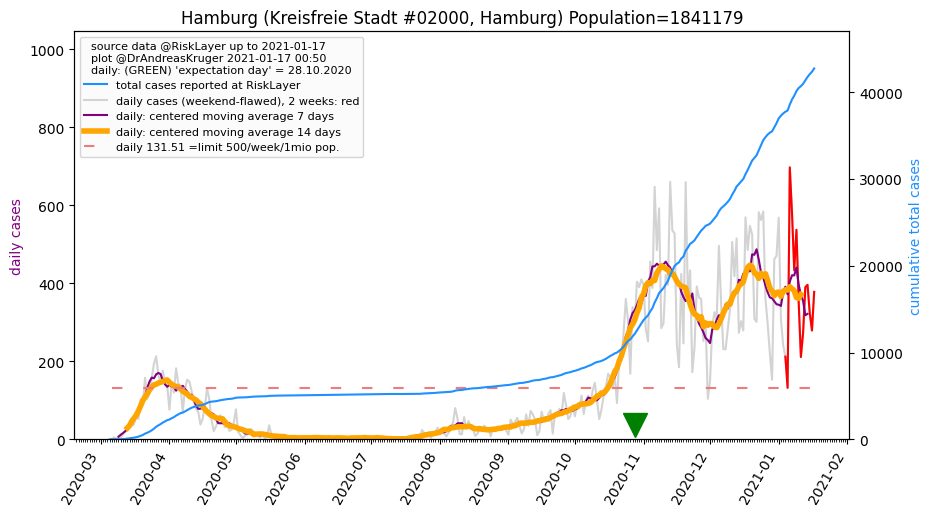 Hamburg (Kreisfreie Stadt #02000, Hamburg) Population=1841179
source data @RiskLayer up to 2021-01-17
plot @DrAndreasKruger 2021-01-17 00:50
daily: (GREEN) 'expectation day' = 28.10.2020
total cases reported at RiskLayer
daily cases (weekend-flawed), 2 weeks: red
daily: centered moving average 7 days
daily: centered moving average 14 days
daily 131.51 =limit 500/week/1mio pop.
daily cases
1000
800
600
400
200
0
cumulative total cases
40000
30000
20000
10000
0
2020-03
2020-04
2020-05
2020-06
2020-07
2020-08
2020-09
2020-10
2020-11
2020-12
2021-01
2021-02